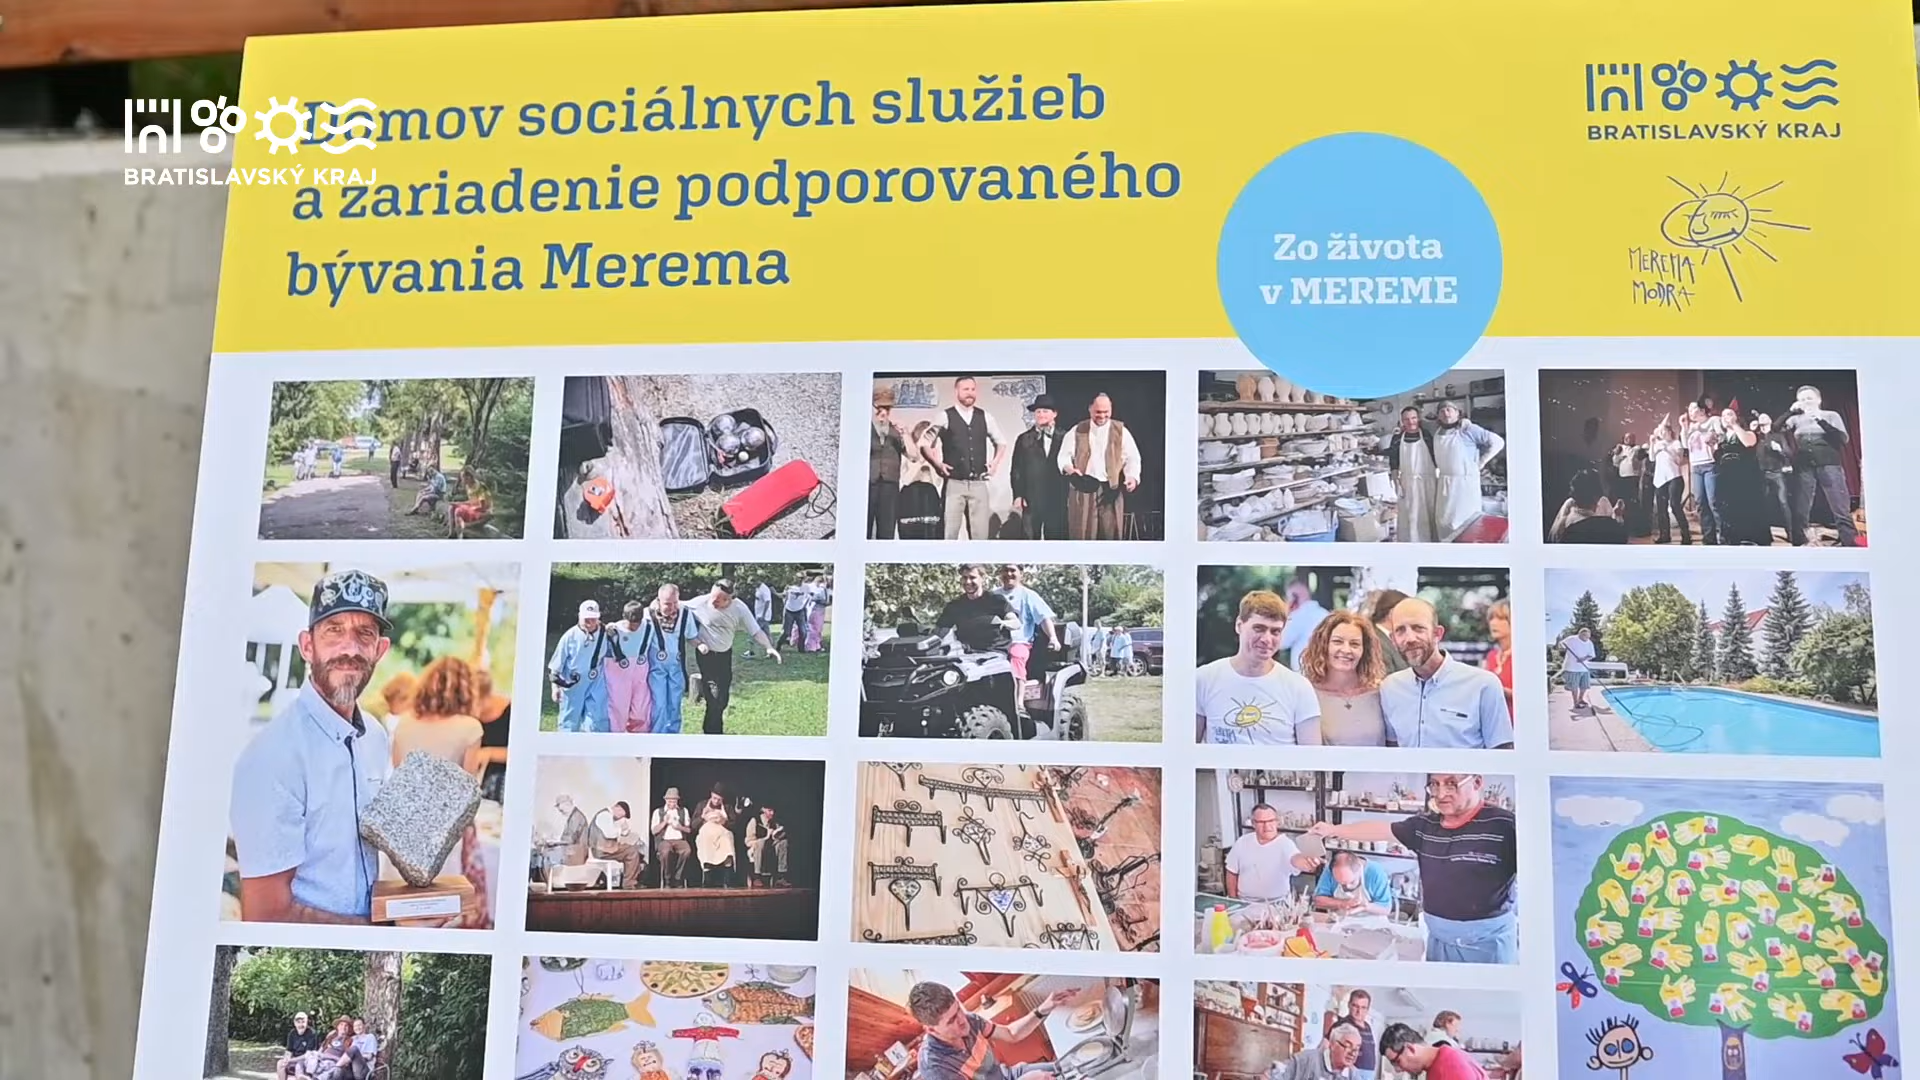 BRATISLAVSKÝ KRAJ
Domov sociálnych služieb
a zariadenie podporovaného
bývania Merema
Zo života
v MEREME
BRATISLAVSKÝ KRAJ
MEREMA
MODRA